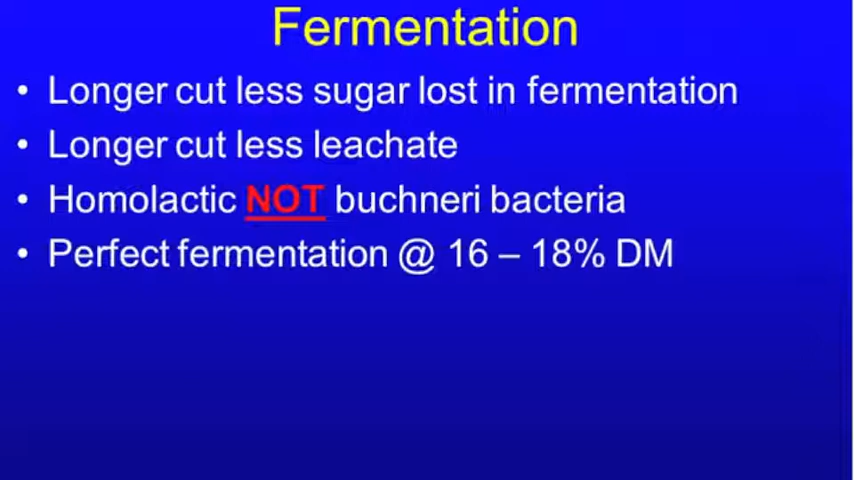 Fermentation
• Longer cut less sugar lost in fermentation
• Longer cut less leachate
• Homolactic NOT buchneri bacteria
• Perfect fermentation @ 16 – 18% DM